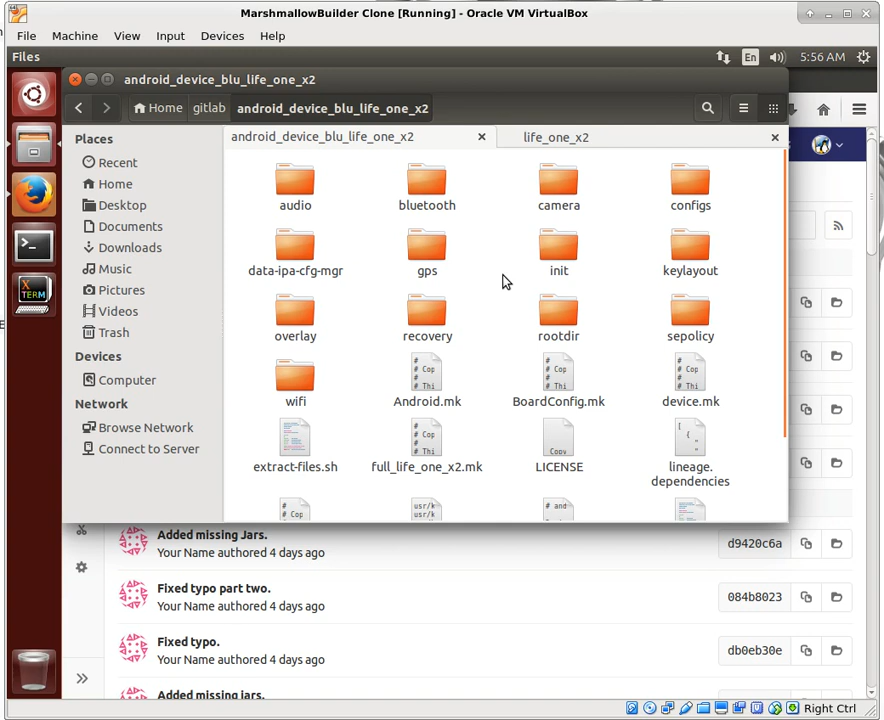 MarshmallowBuilder Clone [Running] - Oracle VM VirtualBox
File Machine View Input Devices Help
Files En 5:56 AM
android_device_blu_life_one_x2
Home gitlab android_device_blu_life_one_x2
Places
Recent
Home
Desktop
Documents
Downloads
Music
Pictures
Videos
Trash
Devices
Computer
Network
Browse Network
Connect to Server
android_device_blu_life_one_x2 life_one_x2
audio bluetooth camera configs
data-ipa-cfg-mgr gps init keylayout
overlay recovery rootdir sepolicy
wifi Android.mk BoardConfig.mk device.mk
extract-files.sh full_life_one_x2.mk LICENSE lineage.
dependencies
Added missing Jars.
Your Name authored 4 days ago
d9420c6a
Fixed typo part two.
Your Name authored 4 days ago
084b8023
Fixed typo.
Your Name authored 4 days ago
db0eb30e
Added missing jars.
XTERM
Right Ctrl